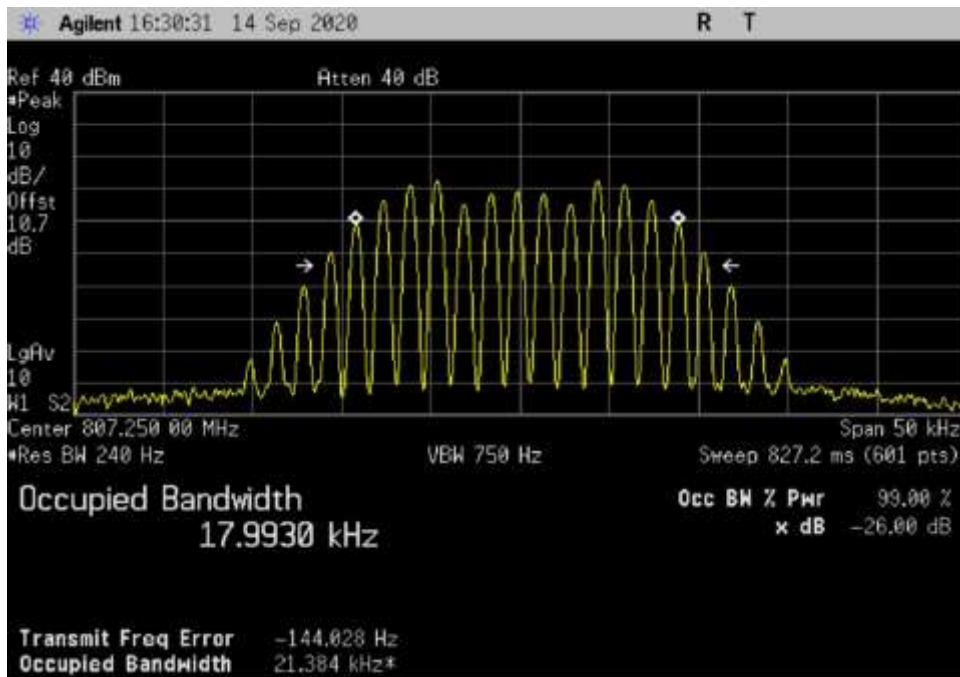 Agilent 16:30:31 14 Sep 2020 R T
Ref 40 dBm Atten 40 dB
#Peak
Log
10
dB/
Offst
10.7
dB
LgAv
10
W1 S2
Center 807.250 00 MHz Span 50 kHz
#Res BW 240 Hz VBW 750 Hz Sweep 827.2 ms (601 pts)
Occupied Bandwidth Occ BW % Pwr 99.00 %
17.9930 kHz x dB -26.00 dB
Transmit Freq Error -144.028 Hz
Occupied Bandwidth 21.384 kHz*